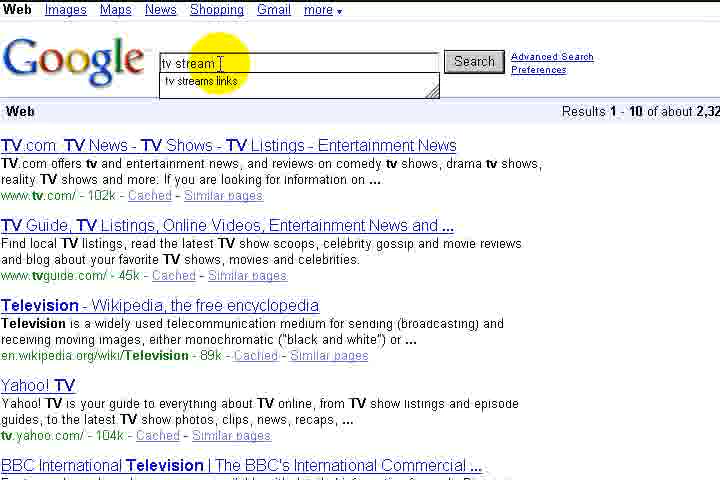 Web Images Maps News Shopping Gmail more
Google tv stream Search Advanced Search
Preferences
tv streams links
Web Results 1 - 10 of about 2,32
TV.com TV News - TV Shows - TV Listings - Entertainment News
TV.com offers tv and entertainment news, and reviews on comedy tv shows, drama tv shows,
reality TV shows and more. If you are looking for information on ...
www.tv.com/ - 102k - Cached - Similar pages
TV Guide, TV Listings, Online Videos, Entertainment News and ...
Find local TV listings, read the latest TV show scoops, celebrity gossip and movie reviews
and blog about your favorite TV shows, movies and celebrities.
www.tvguide.com/ - 45k - Cached - Similar pages
Television - Wikipedia, the free encyclopedia
Television is a widely used telecommunication medium for sending (broadcasting) and
receiving moving images, either monochromatic ("black and white") or ...
en.wikipedia.org/wiki/Television - 89k - Cached - Similar pages
Yahoo! TV
Yahoo! TV is your guide to everything about TV online, from TV show listings and episode
guides, to the latest TV show photos, clips, news, recaps, ...
tv.yahoo.com/ - 104k - Cached - Similar pages
BBC International Television | The BBC's International Commercial ...